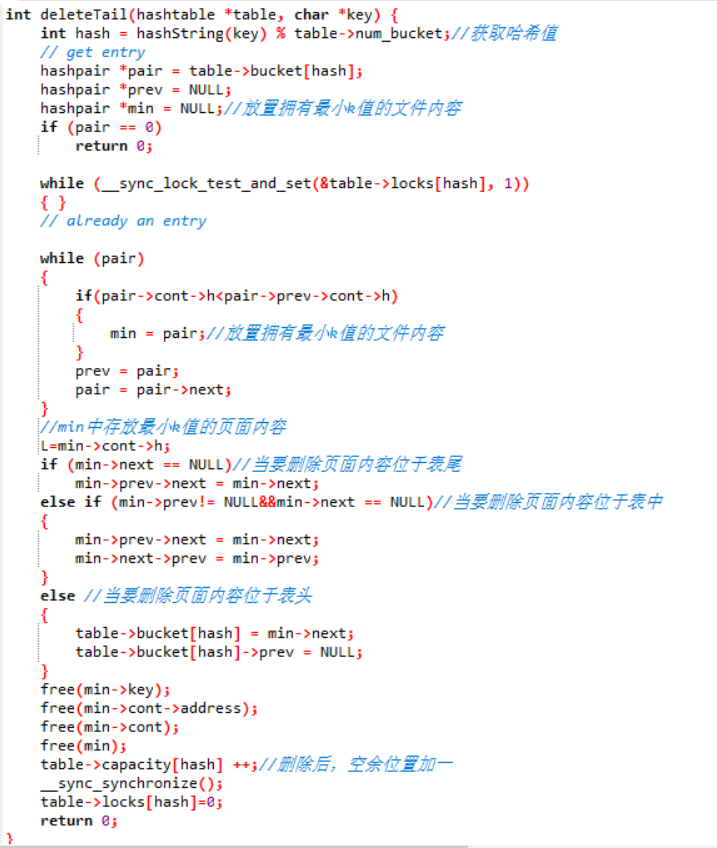 int deleteTail(hashtable *table, char *key) {
int hash = hashString(key) % table->num_bucket;//获取哈希值
// get entry
hashpair *pair = table->bucket[hash];
hashpair *prev = NULL;
hashpair *min = NULL;//放置拥有最小k值的文件内容
if (pair == 0)
return 0;
while (__sync_lock_test_and_set(&table->locks[hash], 1))
{ }
// already an entry
while (pair)
{
if(pair->cont->h<pair->prev->cont->h)
{
min = pair;//放置拥有最小k值的文件内容
}
prev = pair;
pair = pair->next;
}
//min中存放最小k值的页面内容
L=min->cont->h;
if (min->next == NULL)//当要删除页面内容位于表尾
min->prev->next = min->next;
else if (min->prev!= NULL&&min->next == NULL)//当要删除页面内容位于表中
{
min->prev->next = min->next;
min->next->prev = min->prev;
}
else //当要删除页面内容位于表头
{
table->bucket[hash] = min->next;
table->bucket[hash]->prev = NULL;
}
free(min->key);
free(min->cont->address);
free(min->cont);
free(min);
table->capacity[hash] ++;//删除后，空余位置加一
__sync_synchronize();
table->locks[hash]=0;
return 0;
}